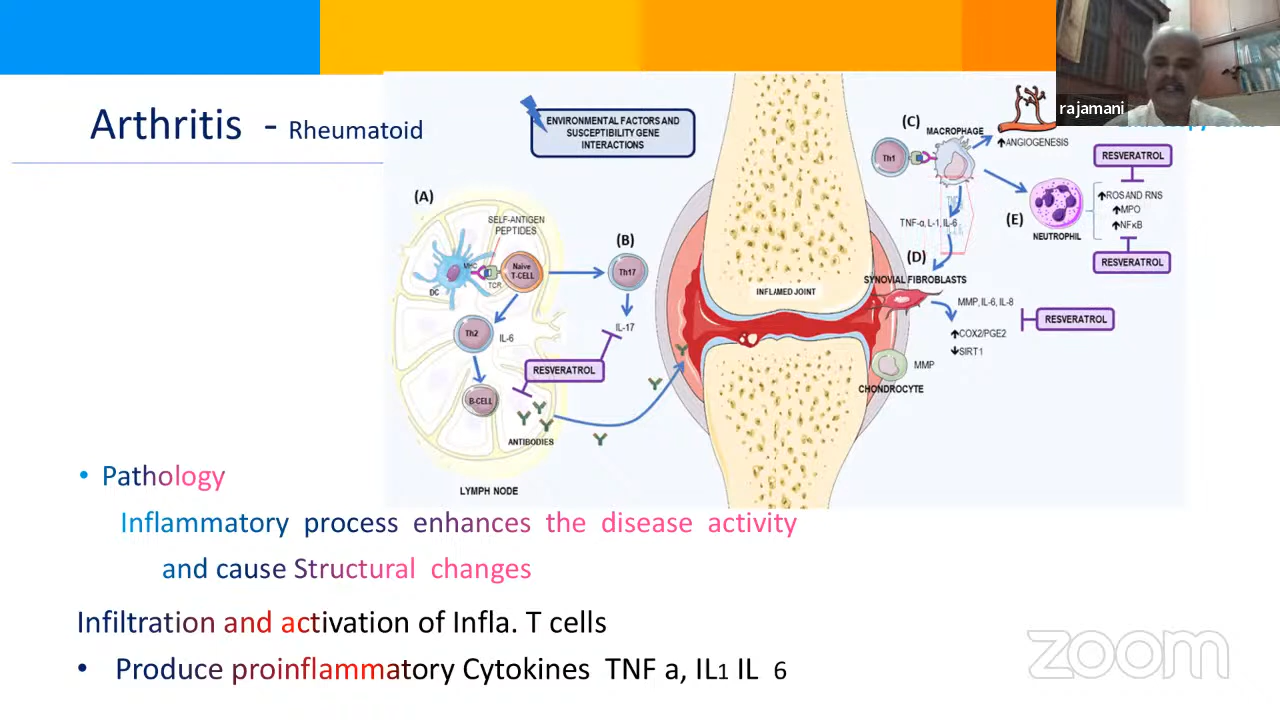 Arthritis - Rheumatoid
rajamani
ENVIRONMENTAL FACTORS AND
SUSCEPTIBILITY GENE
INTERACTIONS
(A)
SELF-ANTIGEN
PEPTIDES
MHC
TCR
DC
Naive
T-CELL
(B)
Th17
IL-17
Th2
IL-6
RESVERATROL
B-CELL
ANTIBODIES
LYMPH NODE
INFLAMED JOINT
(C)
Th1
MACROPHAGE
ANGIOGENESIS
RESVERATROL
(E)
NEUTROPHIL
ROS AND RNS
MPO
NFκB
RESVERATROL
TNF-α, L-1, IL-6
(D)
SYNOVIAL FIBROBLASTS
MMP, IL-6, IL-8
RESVERATROL
COX2/PGE2
SIRT1
MMP
CHONDROCYTE
• Pathology
Inflammatory process enhances the disease activity
and cause Structural changes
Infiltration and activation of Infla. T cells
• Produce proinflammatory Cytokines TNF a, IL1 IL 6
zoom